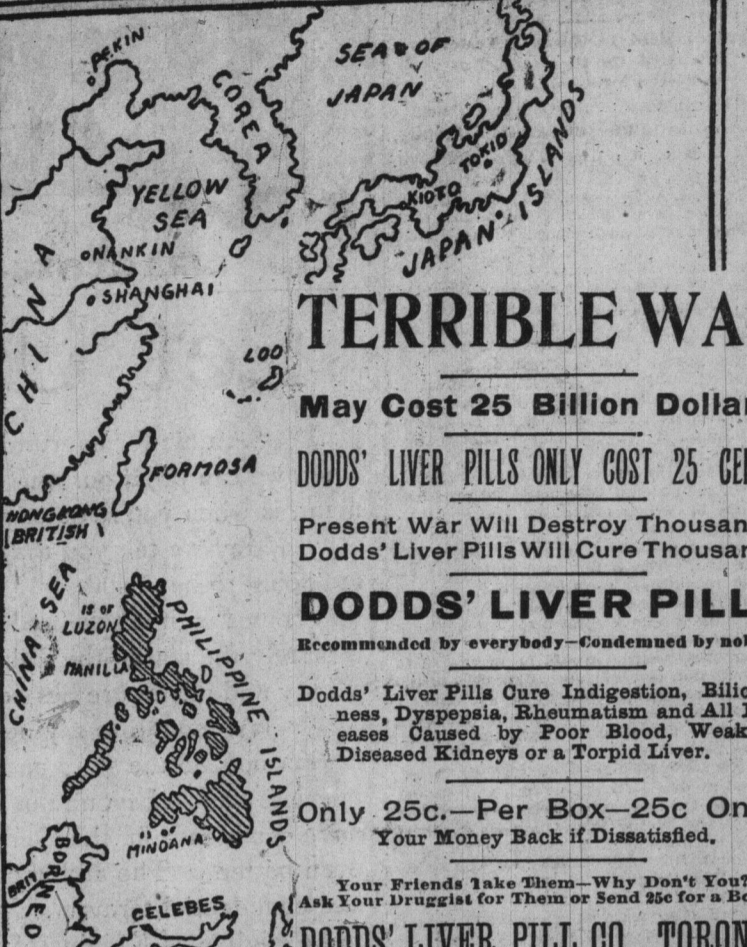 PEKIN
COREA
SEA OF
JAPAN
TOKIO
KIOTO
JAPAN ISLANDS
YELLOW
SEA
NANKIN
SHANGHAI
CHINA
LOO
FORMOSA
HONGKONG
[BRITISH
CHINA SEA
IS OF
LUZON
MANILLA
PHILIPPINE ISLANDS
IS OF
MINDANA
BORNEO
BRIT
CELEBES
TERRIBLE WA
May Cost 25 Billion Dollar
DODDS' LIVER PILLS ONLY COST 25 CE
Present War Will Destroy Thousan
Dodds' Liver Pills Will Cure Thousan
DODDS' LIVER PILL
Recommended by everybody—Condemned by no
Dodds' Liver Pills Cure Indigestion, Bilio
ness, Dyspepsia, Rheumatism and All
eases Caused by Poor Blood, Weak
Diseased Kidneys or a Torpid Liver.
Only 25c.—Per Box—25c On
Your Money Back if Dissatisfied.
Your Friends Take Them—Why Don't You?
Ask Your Druggist for Them or Send 25c for a Bo
DODDS' LIVER PILL CO. TORON